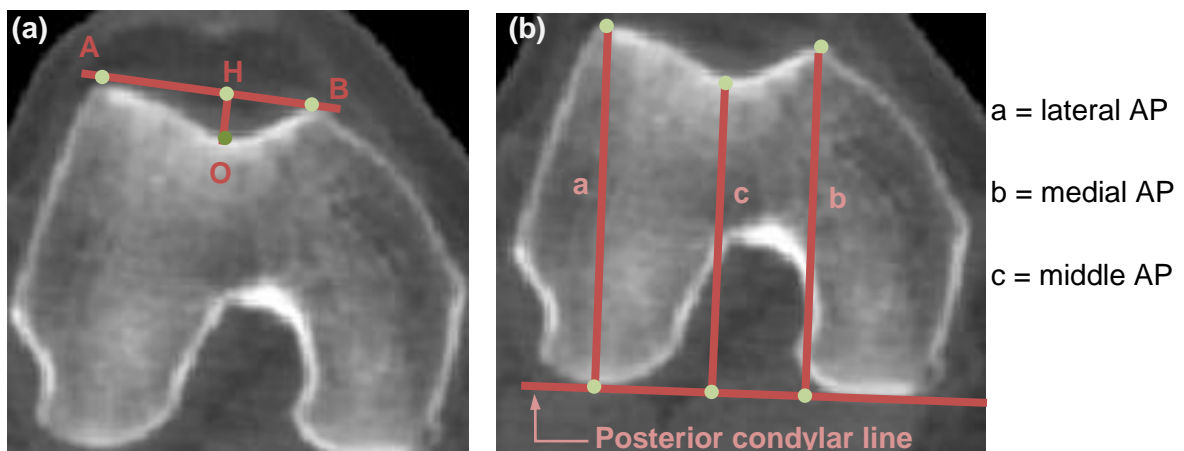 (a)
A
H
B
O
(b)
a
c
b
Posterior condylar line
a = lateral AP
b = medial AP
c = middle AP